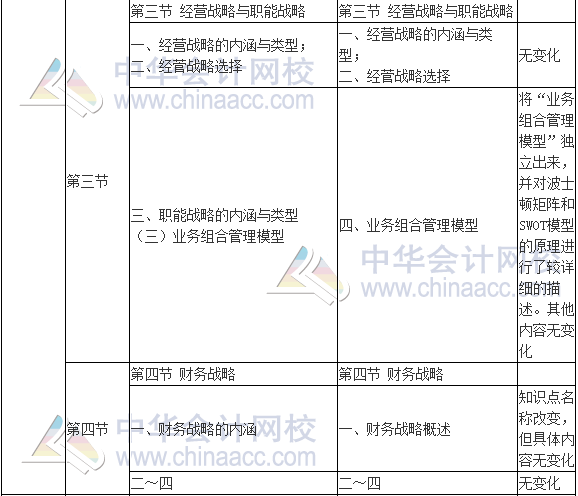 第三节 经营战略与职能战略
第三节 经营战略与职能战略
第三节
一、经营战略的内涵与类型；
二、经营战略选择
一、经营战略的内涵与类
型；
二、经营战略选择
无变化
三、职能战略的内涵与类型
（三）业务组合管理模型
四、业务组合管理模型
将“业务
组合管理
模型”独
立出来，
并对波士
顿矩阵和
SWOT模型
的原理进
行了较详
细的描
述。其他
内容无变
化
第四节 财务战略
第四节 财务战略
第四节
一、财务战略的内涵
一、财务战略概述
知识点名
称改变，
但具体内
容无变化
二～四
二～四
无变化
中华会计网校
www.chinaacc.com
中华会计网校
www.chinaacc.com
中华会计网校
www.chinaacc.com